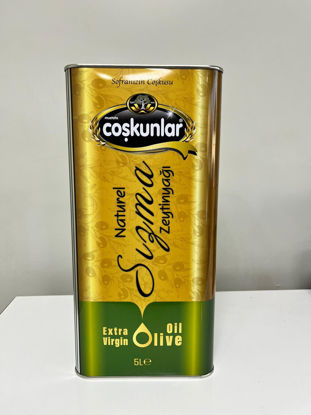 Sofranızın Coşkusu
coşkunlar
Naturel
Sızma
Zeytinyağı
Extra Oil
Virgin Olive
5L℮